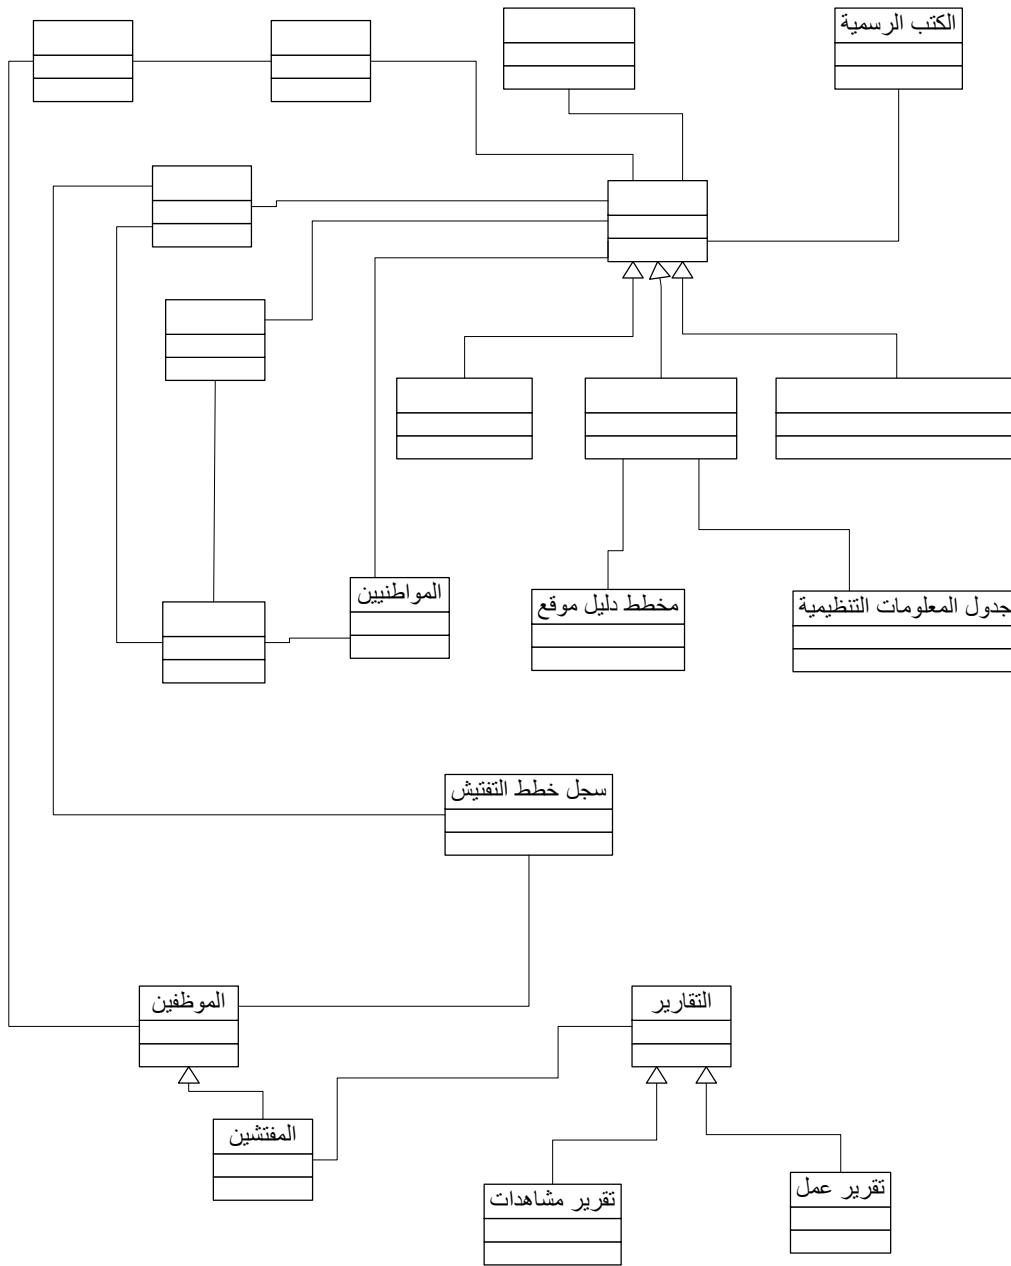 الكتب الرسمية
المواطنيين
مخطط دليل موقع
جدول المعلومات التنظيمية
سجل خطط التفتيش
الموظفين
التقارير
المفتشين
تقرير مشاهدات
تقرير عمل